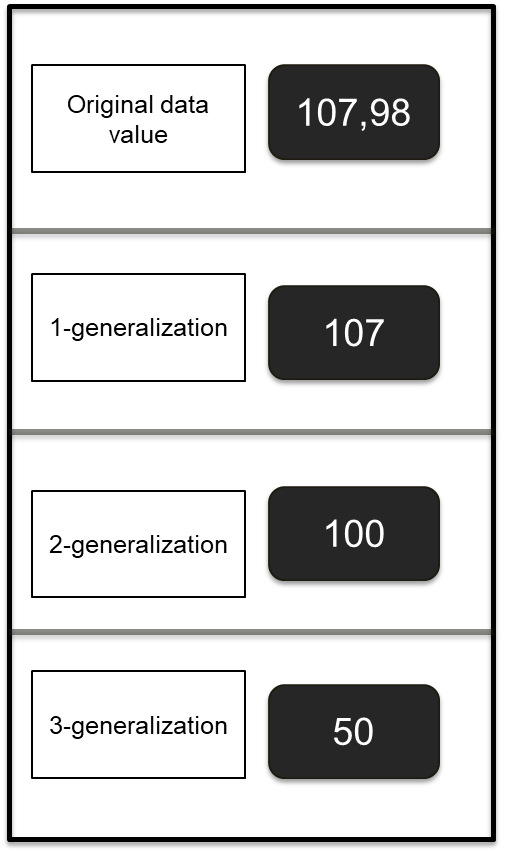 Original data
value
107,98
1-generalization
107
2-generalization
100
3-generalization
50